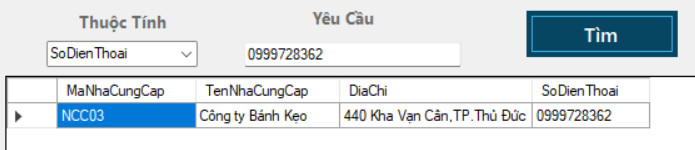 Thuộc Tính Yêu Cầu
SoDienThoai 0999728362 Tìm
MaNhaCungCap TenNhaCungCap DiaChi SoDienThoai
NCC03 Công ty Bánh Kẹo 440 Kha Vạn Cân,TP.Thủ Đức 0999728362